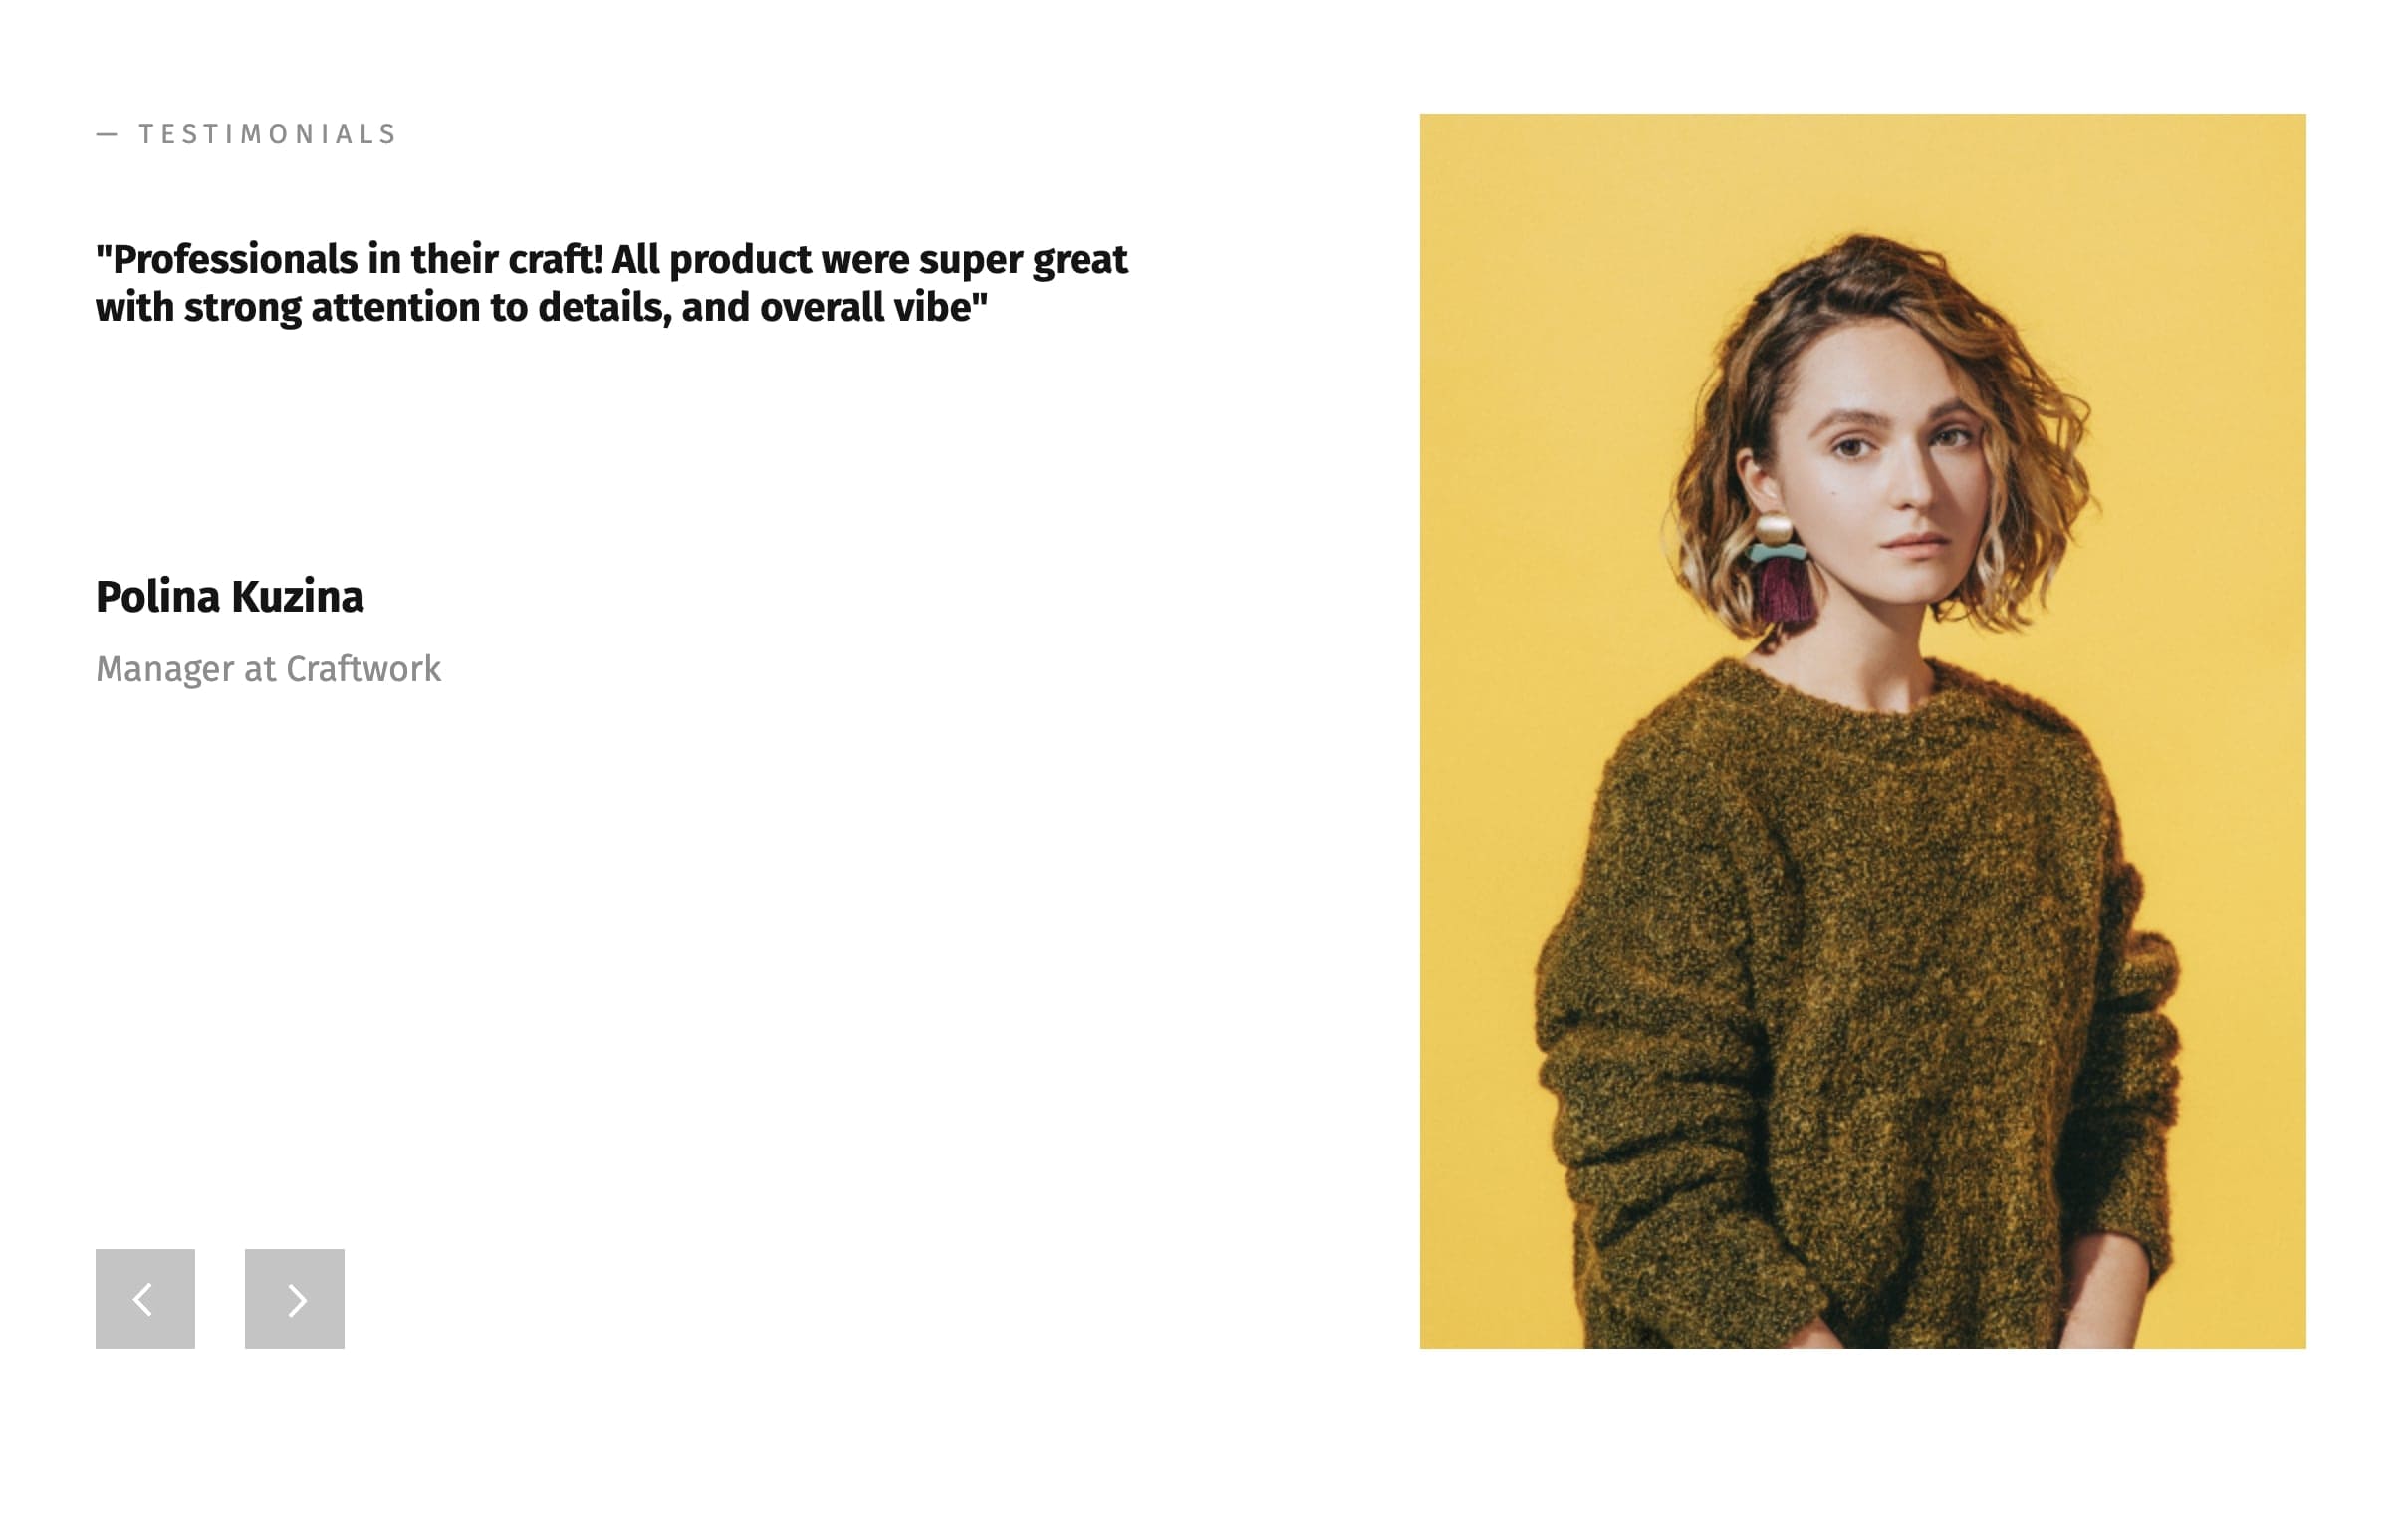 — TESTIMONIALS
"Professionals in their craft! All product were super great
with strong attention to details, and overall vibe"
Polina Kuzina
Manager at Craftwork